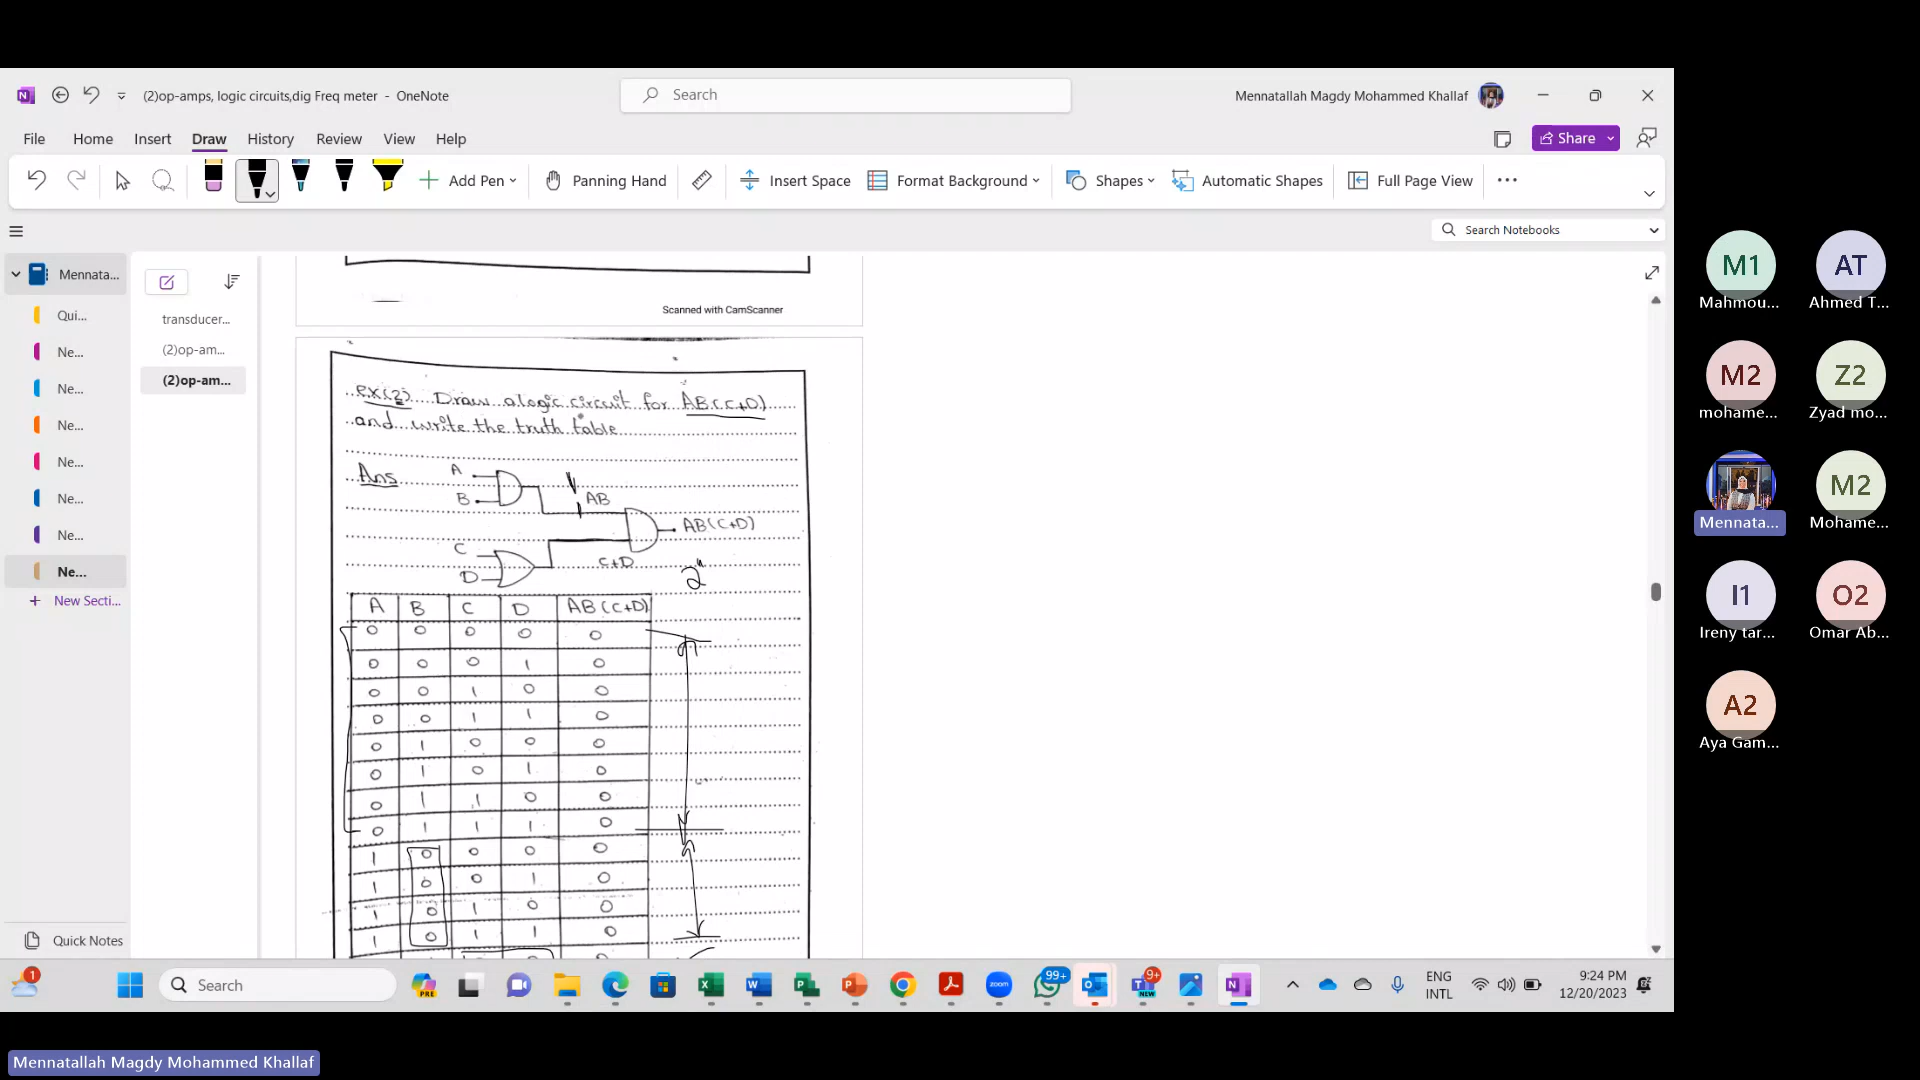 (2)op-amps, logic circuits,dig Freq meter - OneNote
Search
Mennatallah Magdy Mohammed Khallaf
File Home Insert Draw History Review View Help
Share
Add Pen
Panning Hand
Insert Space
Format Background
Shapes
Automatic Shapes
Full Page View
Search Notebooks
Mennata...
Qui...
Ne...
Ne...
Ne...
Ne...
Ne...
Ne...
Ne...
Ne...
New Secti...
Quick Notes
transducer...
(2)op-am...
(2)op-am...
Scanned with CamScanner
ex(2) Draw a logic circuit for AB(C+D)
and write the truth table
Ans
A
B
AB
AB(C+D)
C
D
C+D
2ⁿ
A B C D AB(C+D)
0 0 0 0 0
0 0 0 1 0
0 0 1 0 0
0 0 1 1 0
0 1 0 0 0
0 1 0 1 0
0 1 1 0 0
0 1 1 1 0
1 0 0 0 0
1 0 0 1 0
1 0 1 0 0
1 0 1 1 0
M1
Mahmou...
AT
Ahmed T...
M2
mohame...
Z2
Zyad mo...
Mennata...
M2
Mohame...
I1
Ireny tar...
O2
Omar Ab...
A2
Aya Gam...
1
Search
PRE
zoom
99+
9+
NEW
ENG
INTL
9:24 PM
12/20/2023
Mennatallah Magdy Mohammed Khallaf